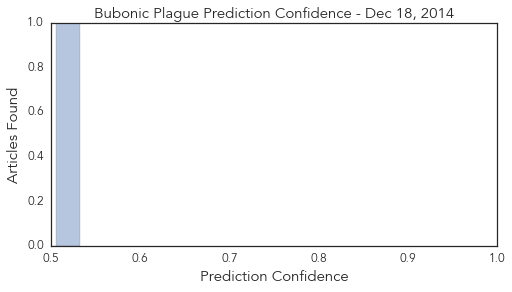 Bubonic Plague Prediction Confidence - Dec 18, 2014
1.0
0.8
0.6
0.4
0.2
0.0
Articles Found
0.5 0.6 0.7 0.8 0.9 1.0
Prediction Confidence